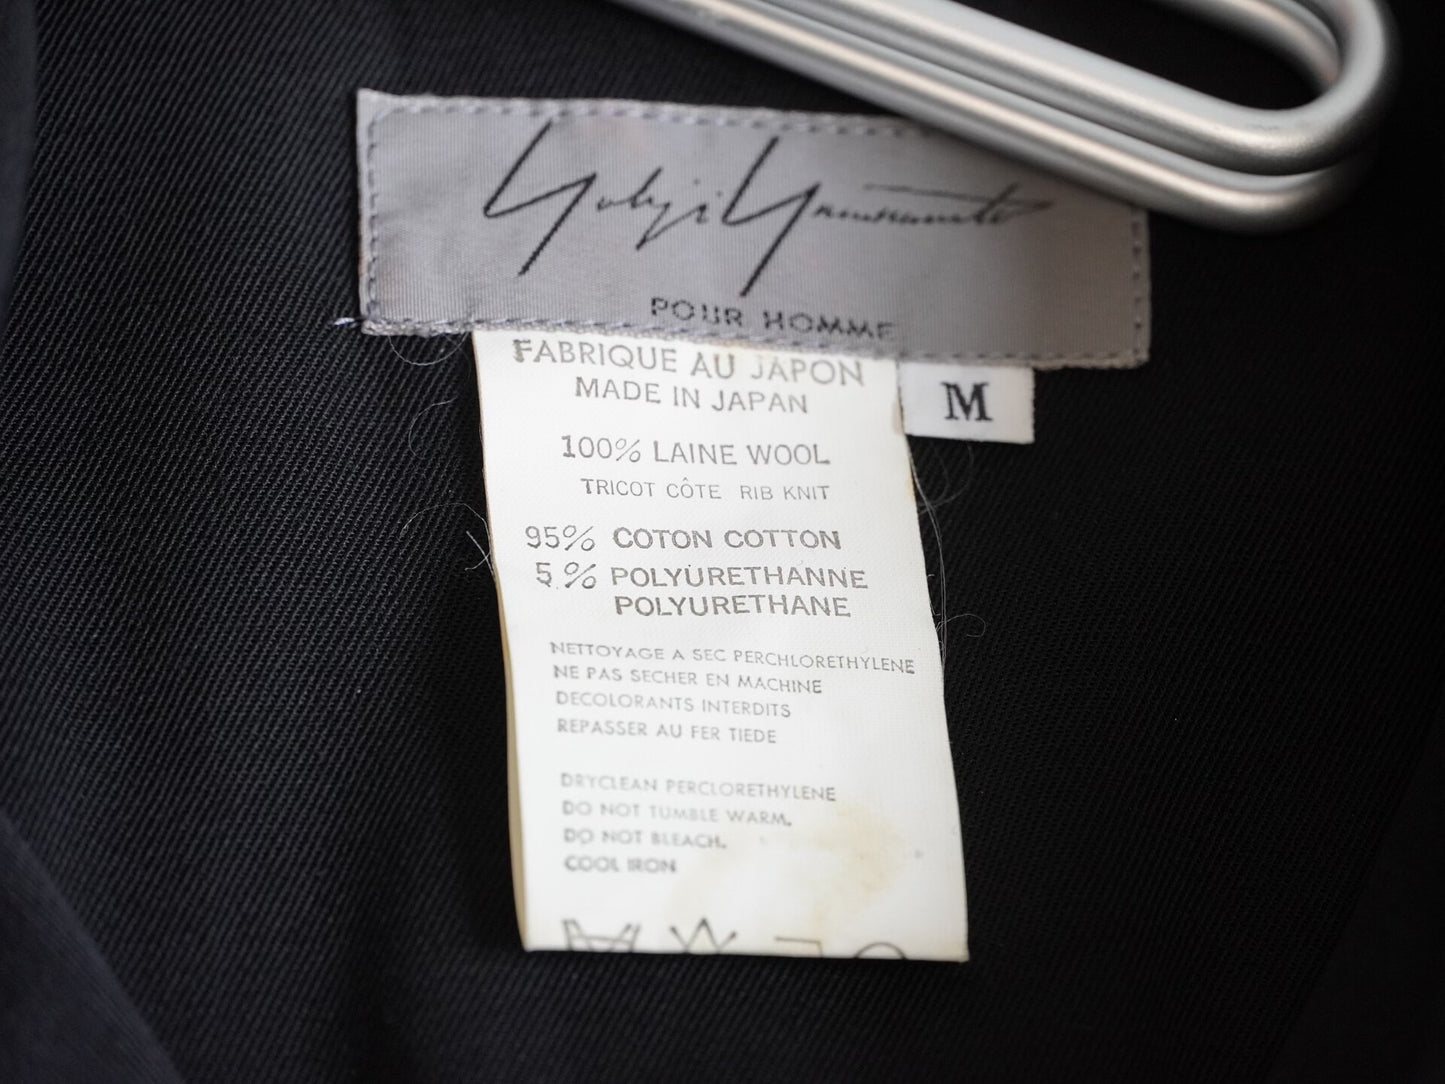 Yohji Yamamoto
POUR HOMME
FABRIQUE AU JAPON
MADE IN JAPAN
M
100% LAINE WOOL
TRICOT CÔTE RIB KNIT
95% COTON COTTON
5% POLYURETHANNE
POLYURETHANE
NETTOYAGE A SEC PERCHLORETHYLENE
NE PAS SECHER EN MACHINE
DECOLORANTS INTERDITS
REPASSER AU FER TIEDE
DRYCLEAN PERCLORETHYLENE
DO NOT TUMBLE WARM.
DO NOT BLEACH.
COOL IRON